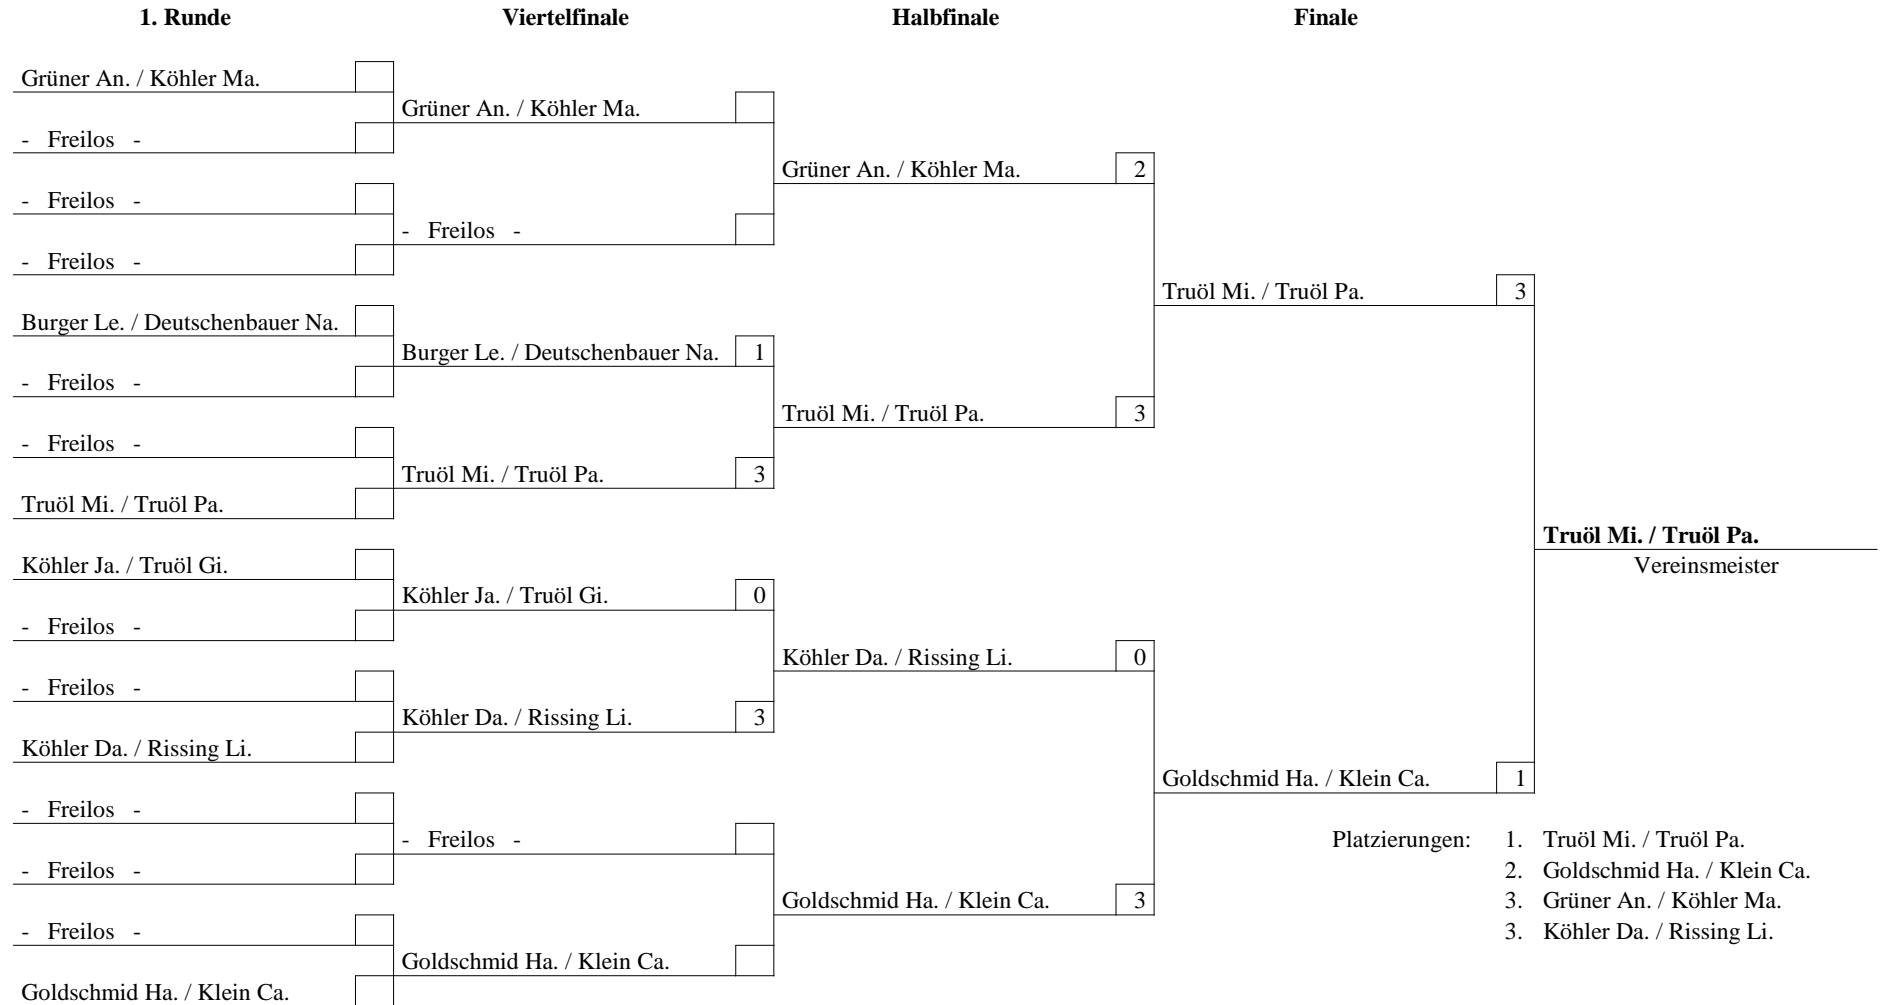 1. Runde Viertelfinale Halbfinale Finale
Grüner An. / Köhler Ma.
Grüner An. / Köhler Ma.
- Freilos -
Grüner An. / Köhler Ma. 2
- Freilos -
- Freilos -
- Freilos -
Truöl Mi. / Truöl Pa. 3
Burger Le. / Deutschenbauer Na.
Burger Le. / Deutschenbauer Na. 1
- Freilos -
Truöl Mi. / Truöl Pa. 3
- Freilos -
Truöl Mi. / Truöl Pa. 3
Truöl Mi. / Truöl Pa.
Truöl Mi. / Truöl Pa.
Köhler Ja. / Truöl Gi. Vereinsmeister
Köhler Ja. / Truöl Gi. 0
- Freilos -
Köhler Da. / Rissing Li. 0
- Freilos -
Köhler Da. / Rissing Li. 3
Köhler Da. / Rissing Li.
Goldschmid Ha. / Klein Ca. 1
- Freilos -
- Freilos - Platzierungen: 1. Truöl Mi. / Truöl Pa.
- Freilos - 2. Goldschmid Ha. / Klein Ca.
Goldschmid Ha. / Klein Ca. 3 3. Grüner An. / Köhler Ma.
- Freilos - 3. Köhler Da. / Rissing Li.
Goldschmid Ha. / Klein Ca.
Goldschmid Ha. / Klein Ca.